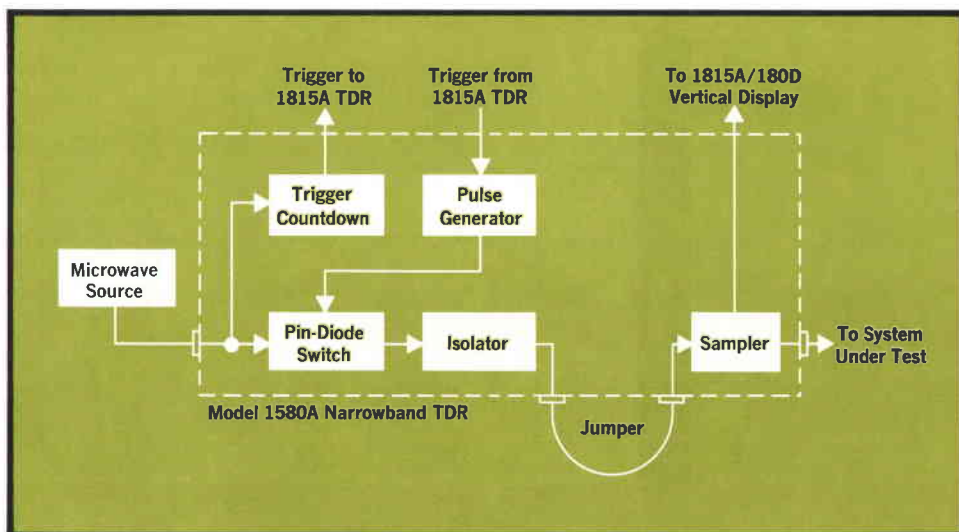 Trigger to
1815A TDR
Trigger from
1815A TDR
To 1815A/180D
Vertical Display
Trigger
Countdown
Pulse
Generator
Microwave
Source
Pin-Diode
Switch
Isolator
Sampler
To System
Under Test
Model 1580A Narrowband TDR
Jumper